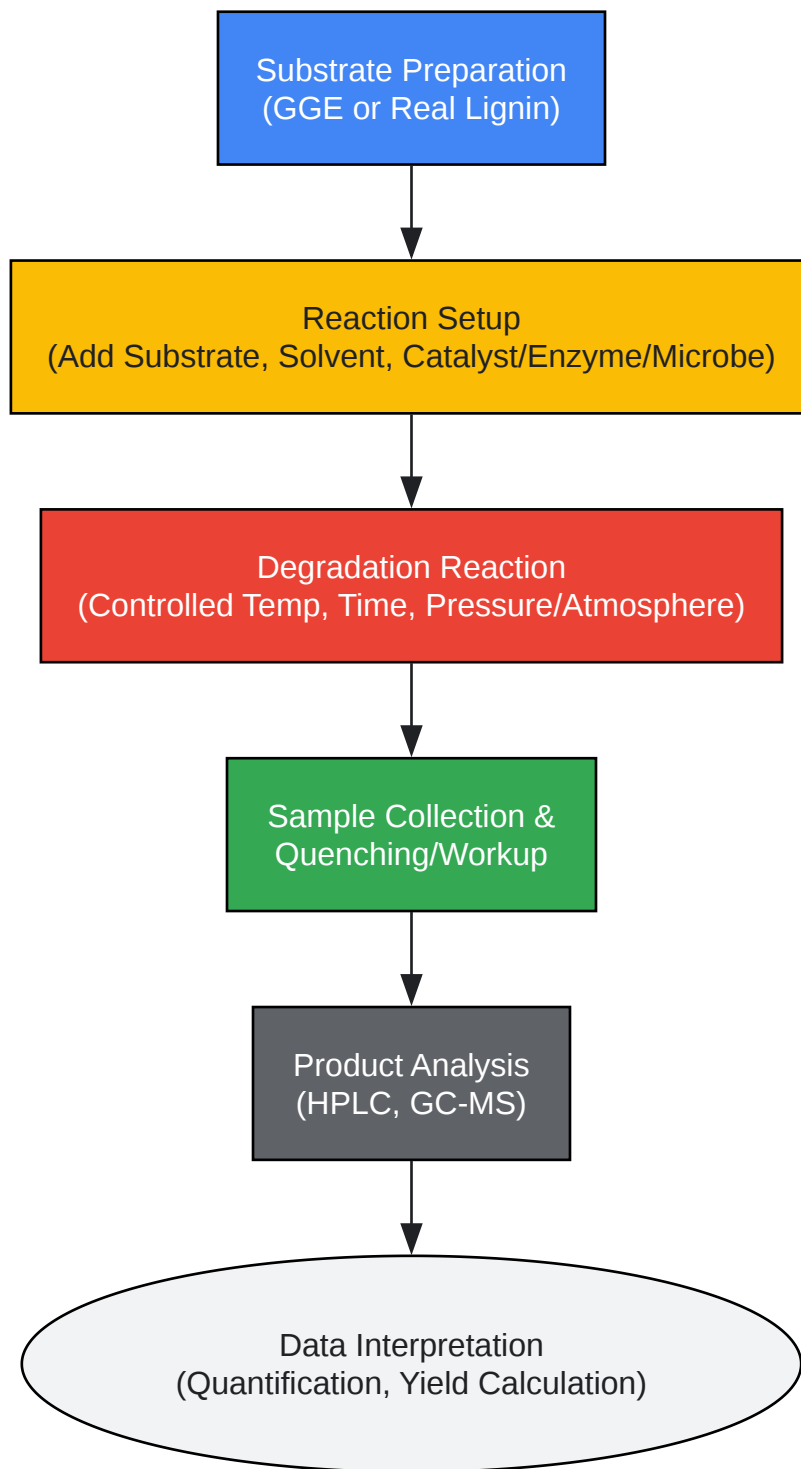 Substrate Preparation
(GGE or Real Lignin)
Reaction Setup
(Add Substrate, Solvent, Catalyst/Enzyme/Microbe)
Degradation Reaction
(Controlled Temp, Time, Pressure/Atmosphere)
Sample Collection &
Quenching/Workup
Product Analysis
(HPLC, GC-MS)
Data Interpretation
(Quantification, Yield Calculation)